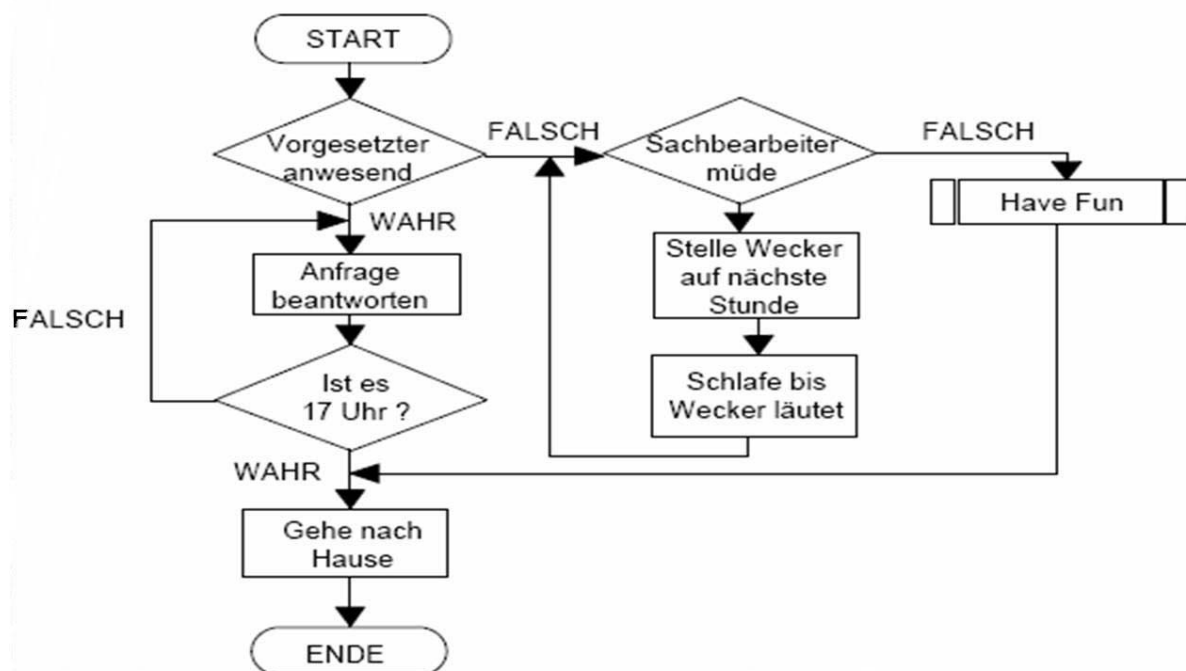 START
Vorgesetzter
anwesend
FALSCH
Sachbearbeiter
müde
FALSCH
Have Fun
WAHR
Anfrage
beantworten
Stelle Wecker
auf nächste
Stunde
FALSCH
Ist es
17 Uhr ?
Schlafe bis
Wecker läutet
WAHR
Gehe nach
Hause
ENDE